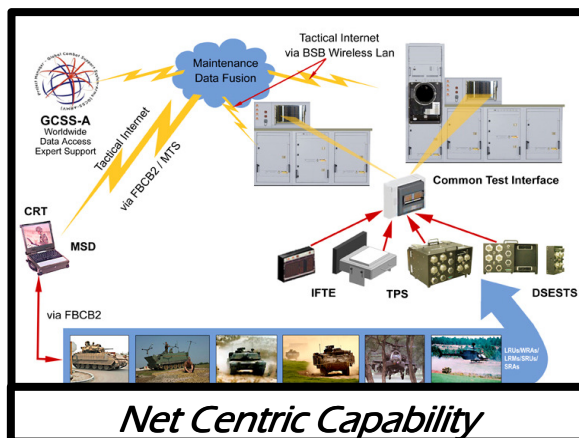 Tactical Internet
via BSB Wireless Lan
Maintenance
Data Fusion
GCSS-A
Worldwide
Data Access
Expert Support
Tactical Internet
via FBCB2 / MTS
Common Test Interface
CRT
MSD
IFTE
TPS
DSESTS
via FBCB2
LRUs/WRAs/
LRMs/SRUs/
SRAs
Net Centric Capability